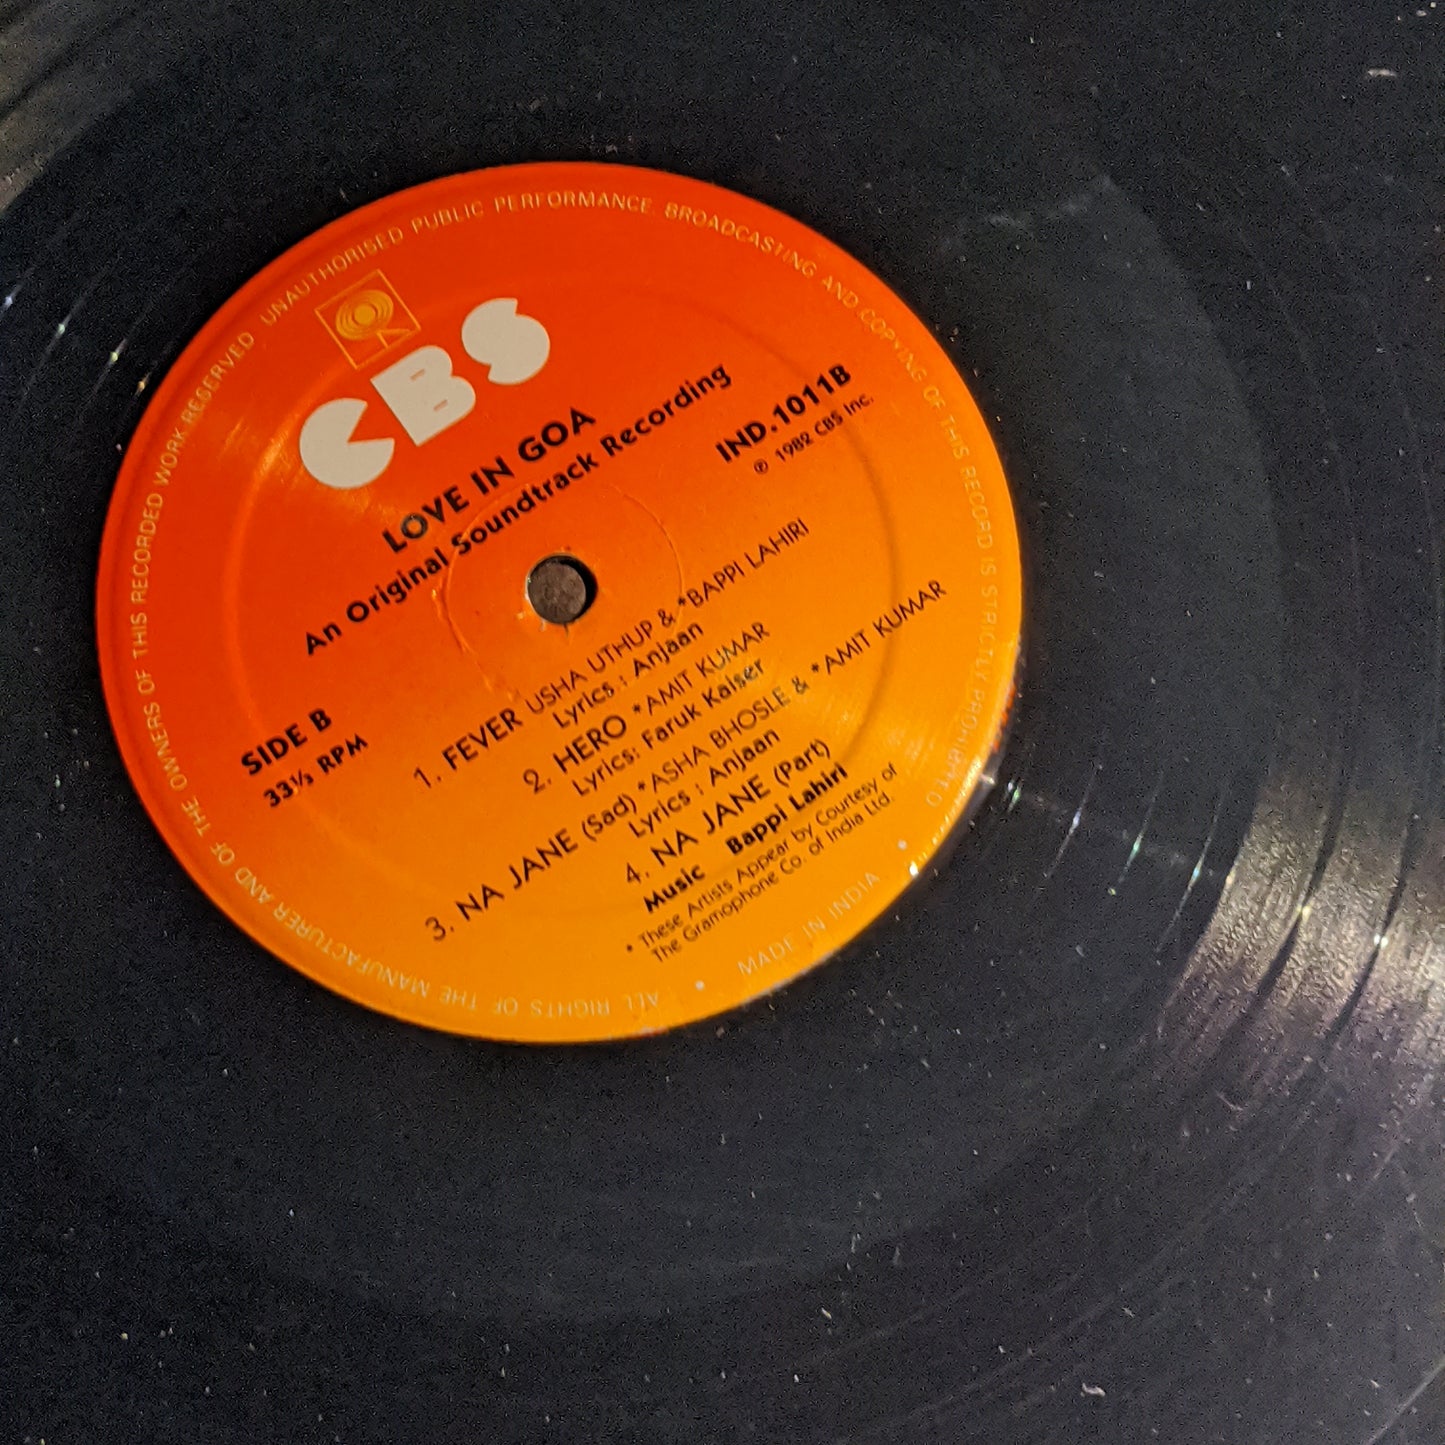 ALL RIGHTS OF THE MANUFACTURER AND OF THE OWNERS OF THIS RECORDED WORK RESERVED UNAUTHORISED PUBLIC PERFORMANCE. BROADCASTING AND COPYING OF THIS RECORD IS STRICTLY PROHIBITED
CBS
LOVE IN GOA
An Original Soundtrack Recording
IND.1011B
℗ 1982 CBS Inc.
SIDE B
33⅓ RPM
1. FEVER USHA UTHUP & *BAPPI LAHIRI
Lyrics : Anjaan
2. HERO *AMIT KUMAR
Lyrics: Faruk Kaiser
3. NA JANE (Sad) *ASHA BHOSLE & *AMIT KUMAR
Lyrics : Anjaan
4. NA JANE (Part)
Music Bappi Lahiri
* These Artists Appear by Courtesy of
The Gramophone Co. of India Ltd.
MADE IN INDIA